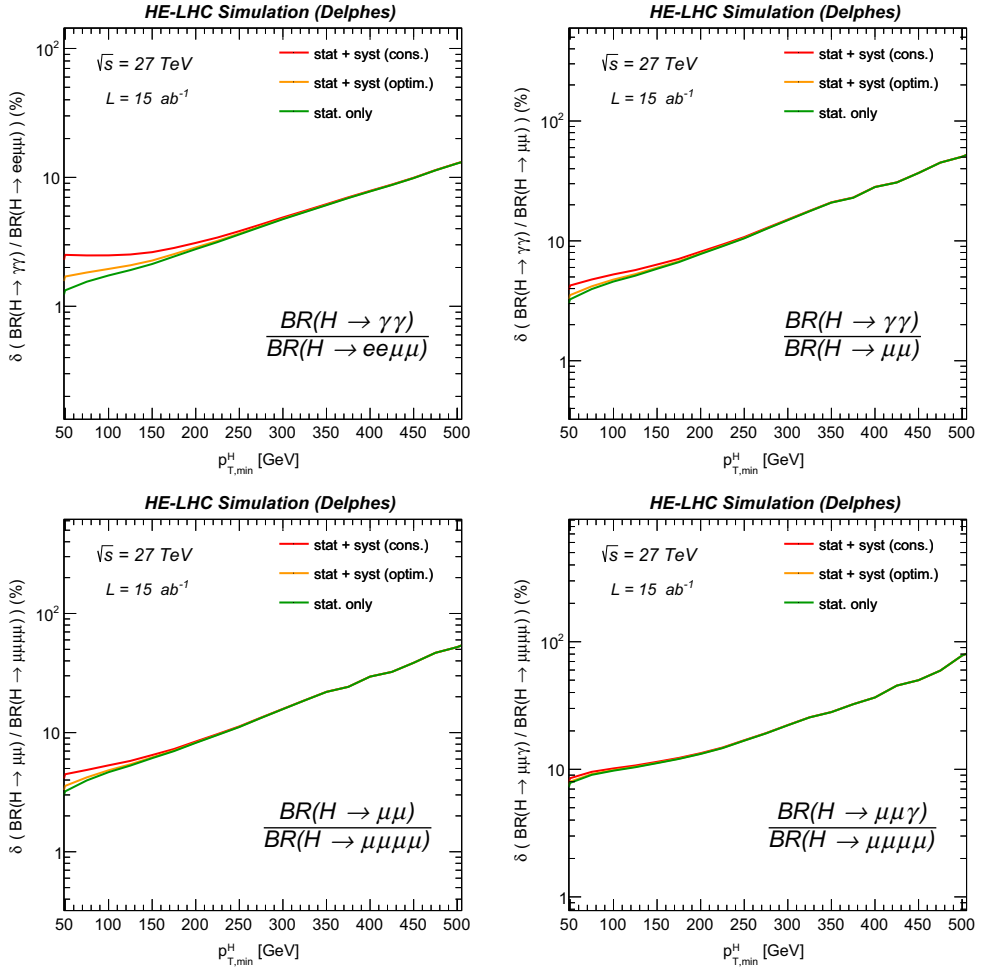 HE-LHC Simulation (Delphes)
δ ( BR(H → γγ) / BR(H → eeμμ) ) (%)
10²
10
1
√s = 27 TeV
L = 15 ab⁻¹
stat + syst (cons.)
stat + syst (optim.)
stat. only
BR(H → γγ)
BR(H → eeμμ)
50 100 150 200 250 300 350 400 450 500
p^H_T,min [GeV]
HE-LHC Simulation (Delphes)
δ ( BR(H → γγ) / BR(H → μμ) ) (%)
10²
10
1
√s = 27 TeV
L = 15 ab⁻¹
stat + syst (cons.)
stat + syst (optim.)
stat. only
BR(H → γγ)
BR(H → μμ)
50 100 150 200 250 300 350 400 450 500
p^H_T,min [GeV]
HE-LHC Simulation (Delphes)
δ ( BR(H → μμ) / BR(H → μμμμ) ) (%)
10²
10
1
√s = 27 TeV
L = 15 ab⁻¹
stat + syst (cons.)
stat + syst (optim.)
stat. only
BR(H → μμ)
BR(H → μμμμ)
50 100 150 200 250 300 350 400 450 500
p^H_T,min [GeV]
HE-LHC Simulation (Delphes)
δ ( BR(H → μμγ) / BR(H → μμμμ) ) (%)
10²
10
1
√s = 27 TeV
L = 15 ab⁻¹
stat + syst (cons.)
stat + syst (optim.)
stat. only
BR(H → μμγ)
BR(H → μμμμ)
50 100 150 200 250 300 350 400 450 500
p^H_T,min [GeV]